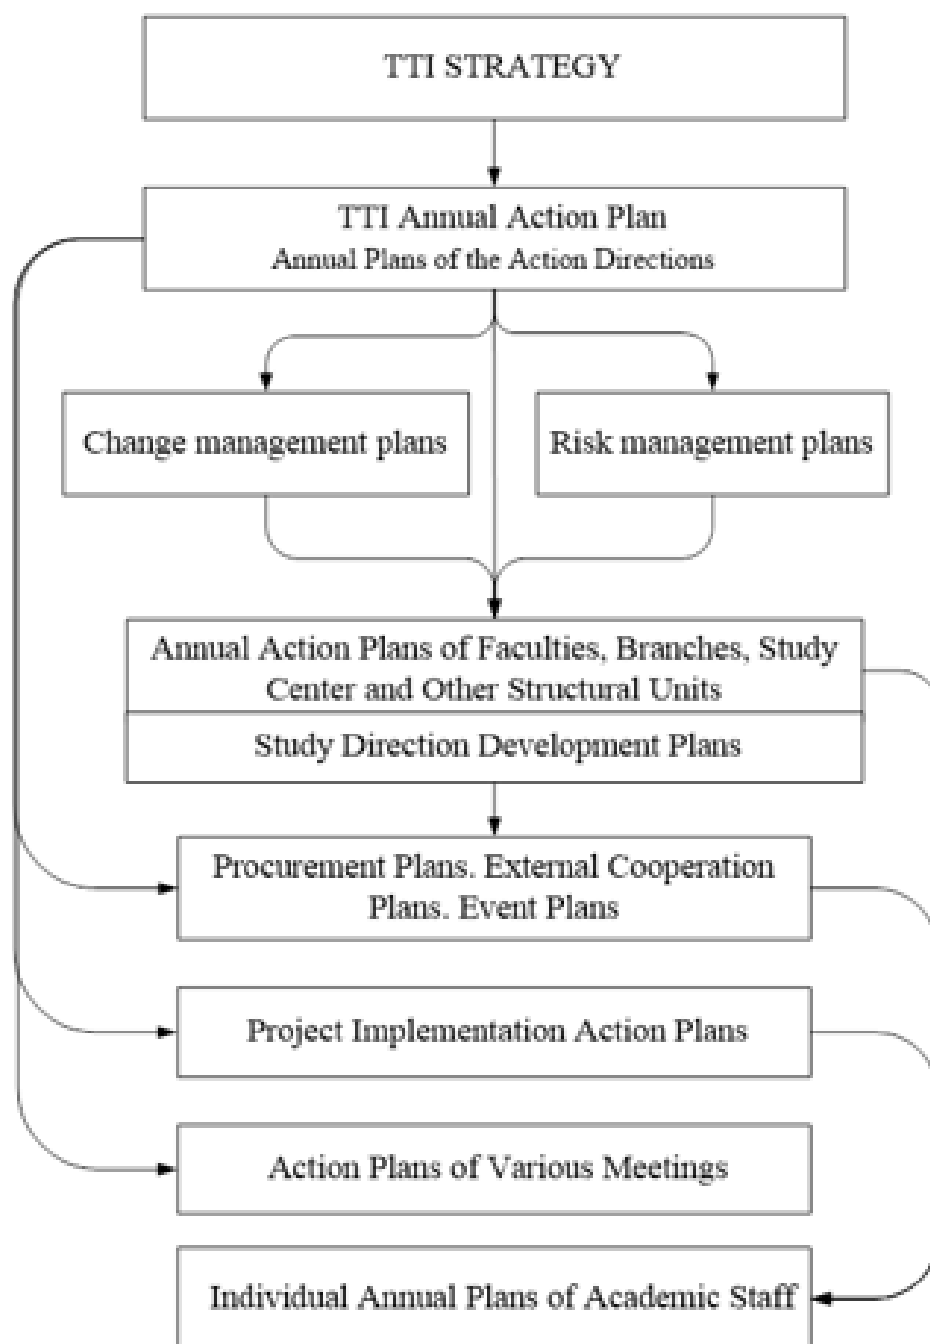 TTI STRATEGY
TTI Annual Action Plan
Annual Plans of the Action Directions
Change management plans
Risk management plans
Annual Action Plans of Faculties, Branches, Study
Center and Other Structural Units
Study Direction Development Plans
Procurement Plans. External Cooperation
Plans. Event Plans
Project Implementation Action Plans
Action Plans of Various Meetings
Individual Annual Plans of Academic Staff